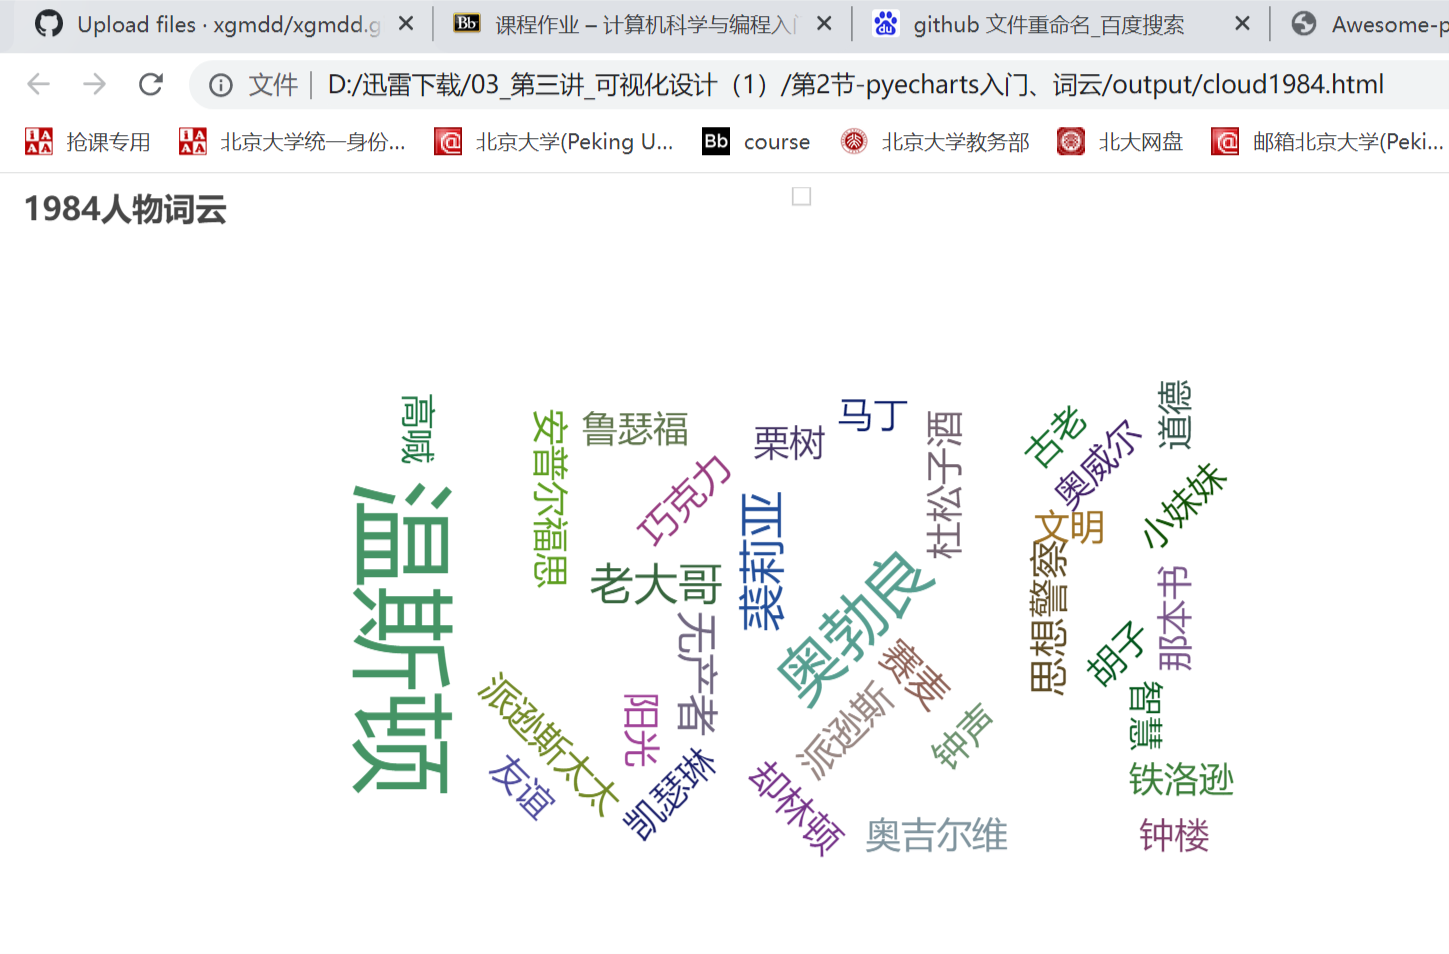 Upload files · xgmdd/xgmdd.g
课程作业 – 计算机科学与编程入门
github 文件重命名_百度搜索
Awesome-p
文件 | D:/迅雷下载/03_第三讲_可视化设计（1）/第2节-pyecharts入门、词云/output/cloud1984.html
抢课专用
北京大学统一身份...
北京大学(Peking U...
Bb course
北京大学教务部
北大网盘
邮箱北京大学(Peki...
1984人物词云
高喊
安普尔福思
鲁瑟福
栗树
马丁
杜松子酒
古老
奥威尔
道德
温斯顿
巧克力
裘莉亚
文明
小妹妹
老大哥
奥勃良
思想警察
那本书
无产者
赛麦
胡子
派逊斯太太
阳光
派逊斯
钟声
智慧
友谊
凯瑟琳
却林顿
奥吉尔维
铁洛逊
钟楼